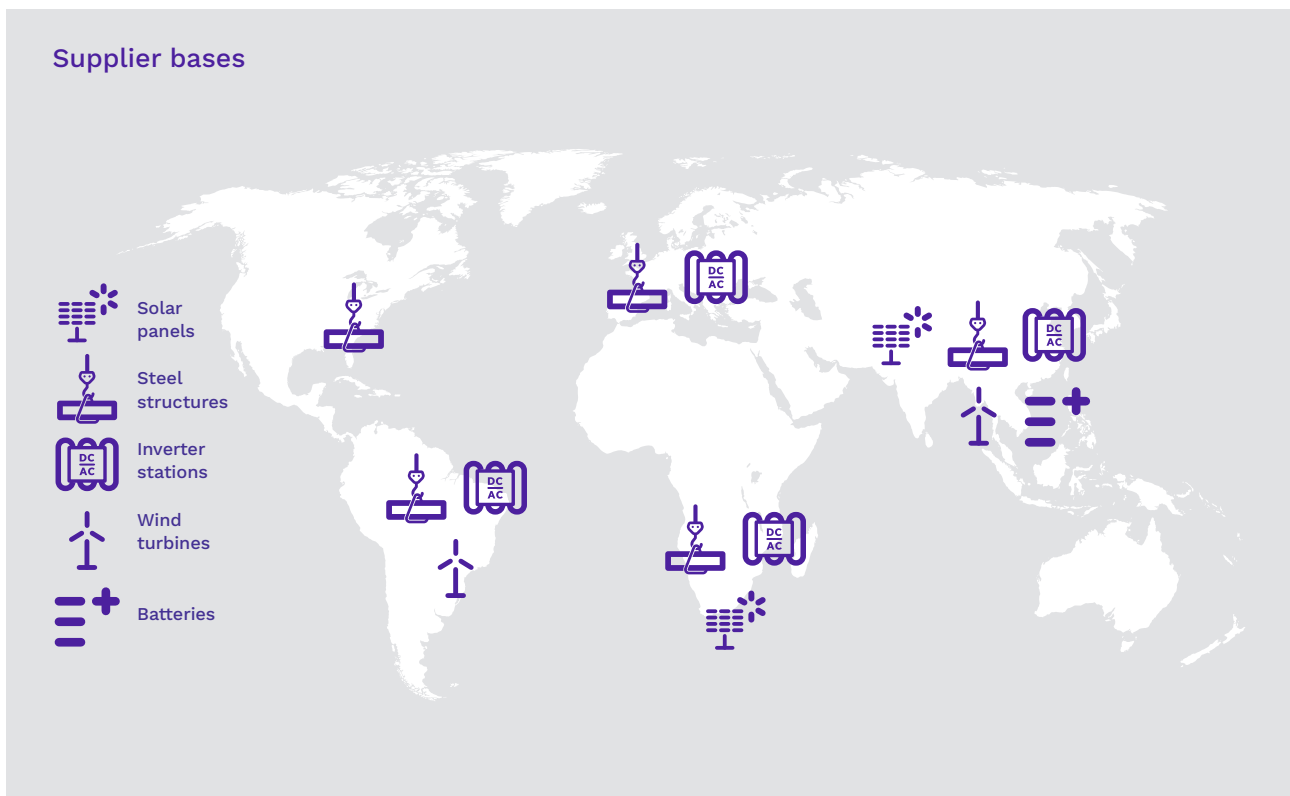 Supplier bases
Solar
panels
Steel
structures
DC
AC
Inverter
stations
Wind
turbines
Batteries
DC
AC
DC
AC
DC
AC
DC
AC